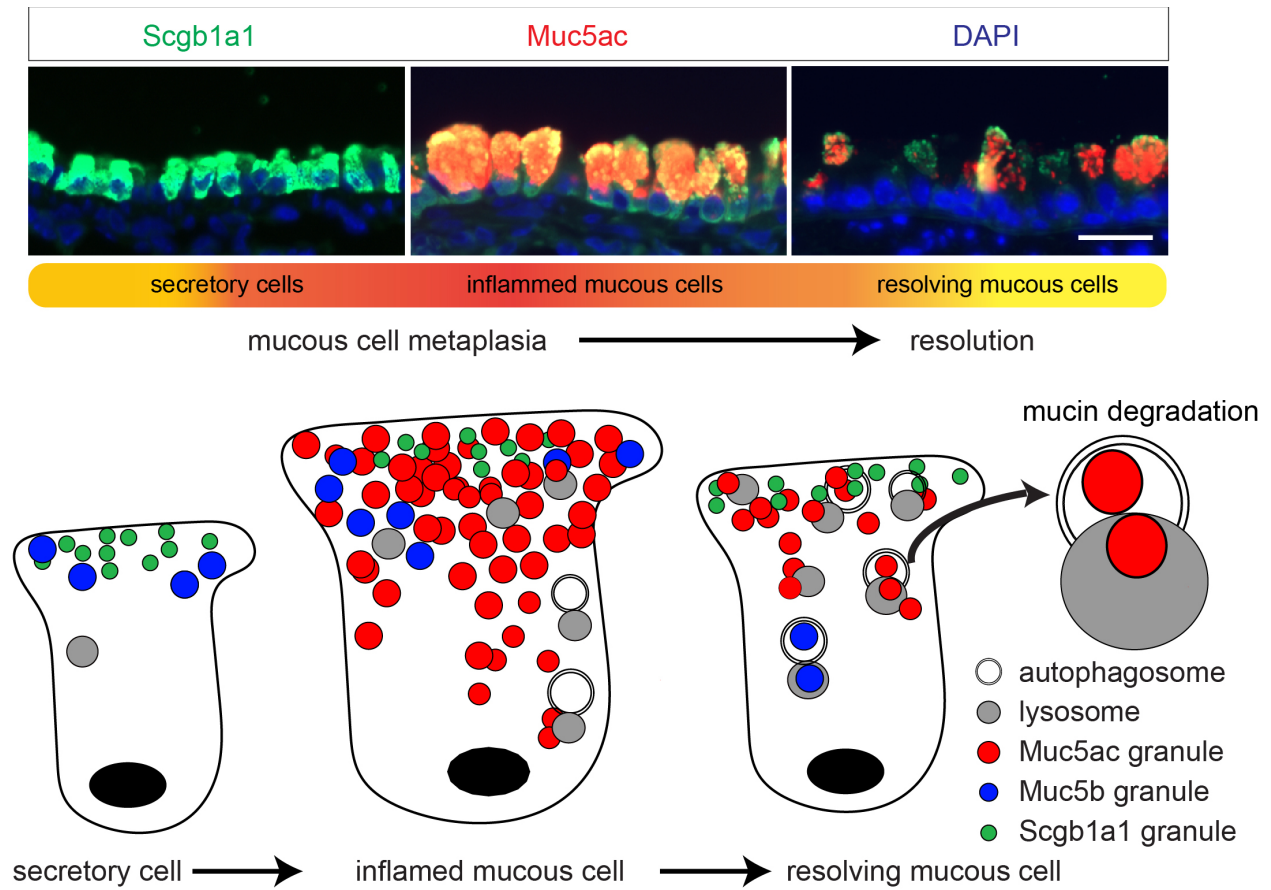 Scgb1a1 Muc5ac DAPI
secretory cells inflammed mucous cells resolving mucous cells
mucous cell metaplasia resolution
mucin degradation
autophagosome
lysosome
Muc5ac granule
Muc5b granule
Scgb1a1 granule
secretory cell inflamed mucous cell resolving mucous cell